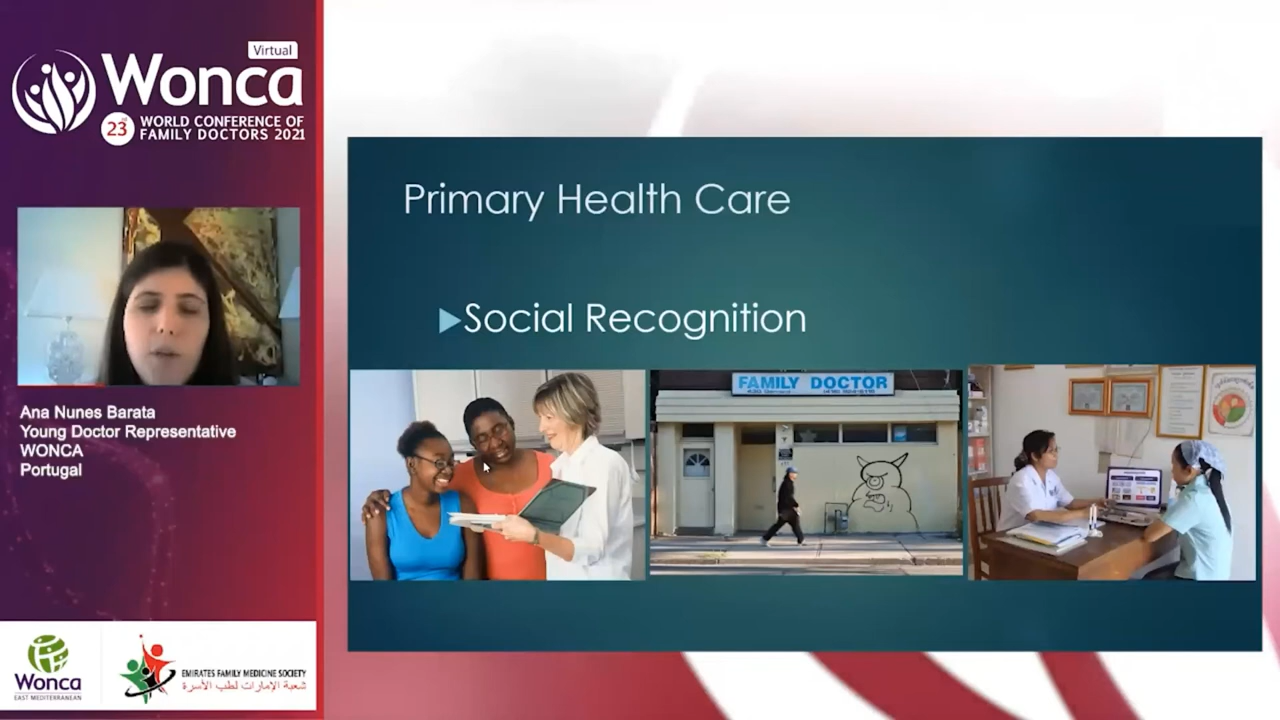 Virtual
Wonca
23rd WORLD CONFERENCE OF
FAMILY DOCTORS 2021
Ana Nunes Barata
Young Doctor Representative
WONCA
Portugal
Wonca
EAST MEDITERRANEAN
EMIRATES FAMILY MEDICINE SOCIETY
شعبة الإمارات لطب الأسرة
Primary Health Care
Social Recognition
FAMILY DOCTOR